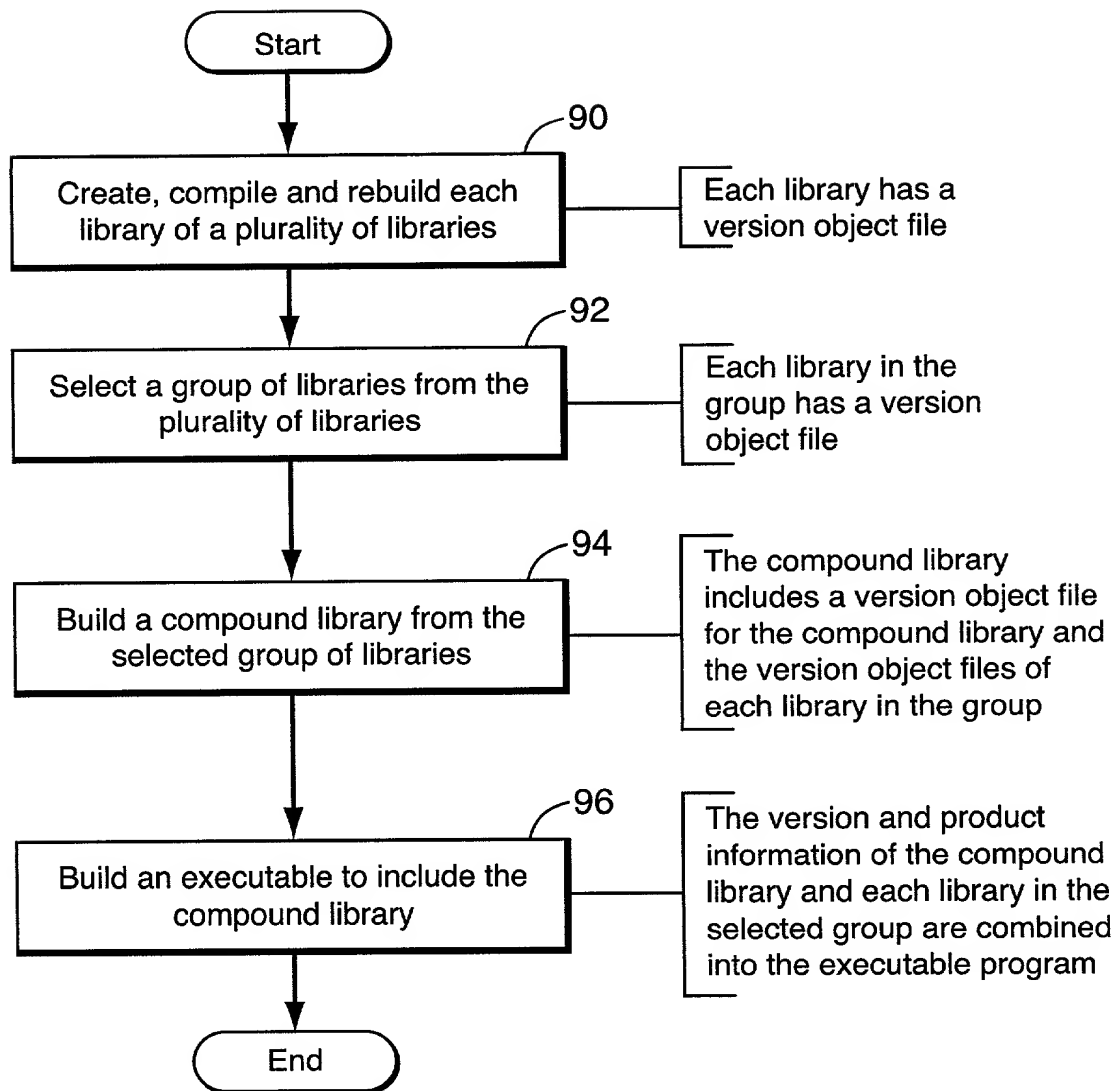 Start
90
Create, compile and rebuild each
library of a plurality of libraries
Each library has a
version object file
92
Select a group of libraries from the
plurality of libraries
Each library in the
group has a version
object file
94
Build a compound library from the
selected group of libraries
The compound library
includes a version object file
for the compound library and
the version object files of
each library in the group
96
Build an executable to include the
compound library
The version and product
information of the compound
library and each library in the
selected group are combined
into the executable program
End